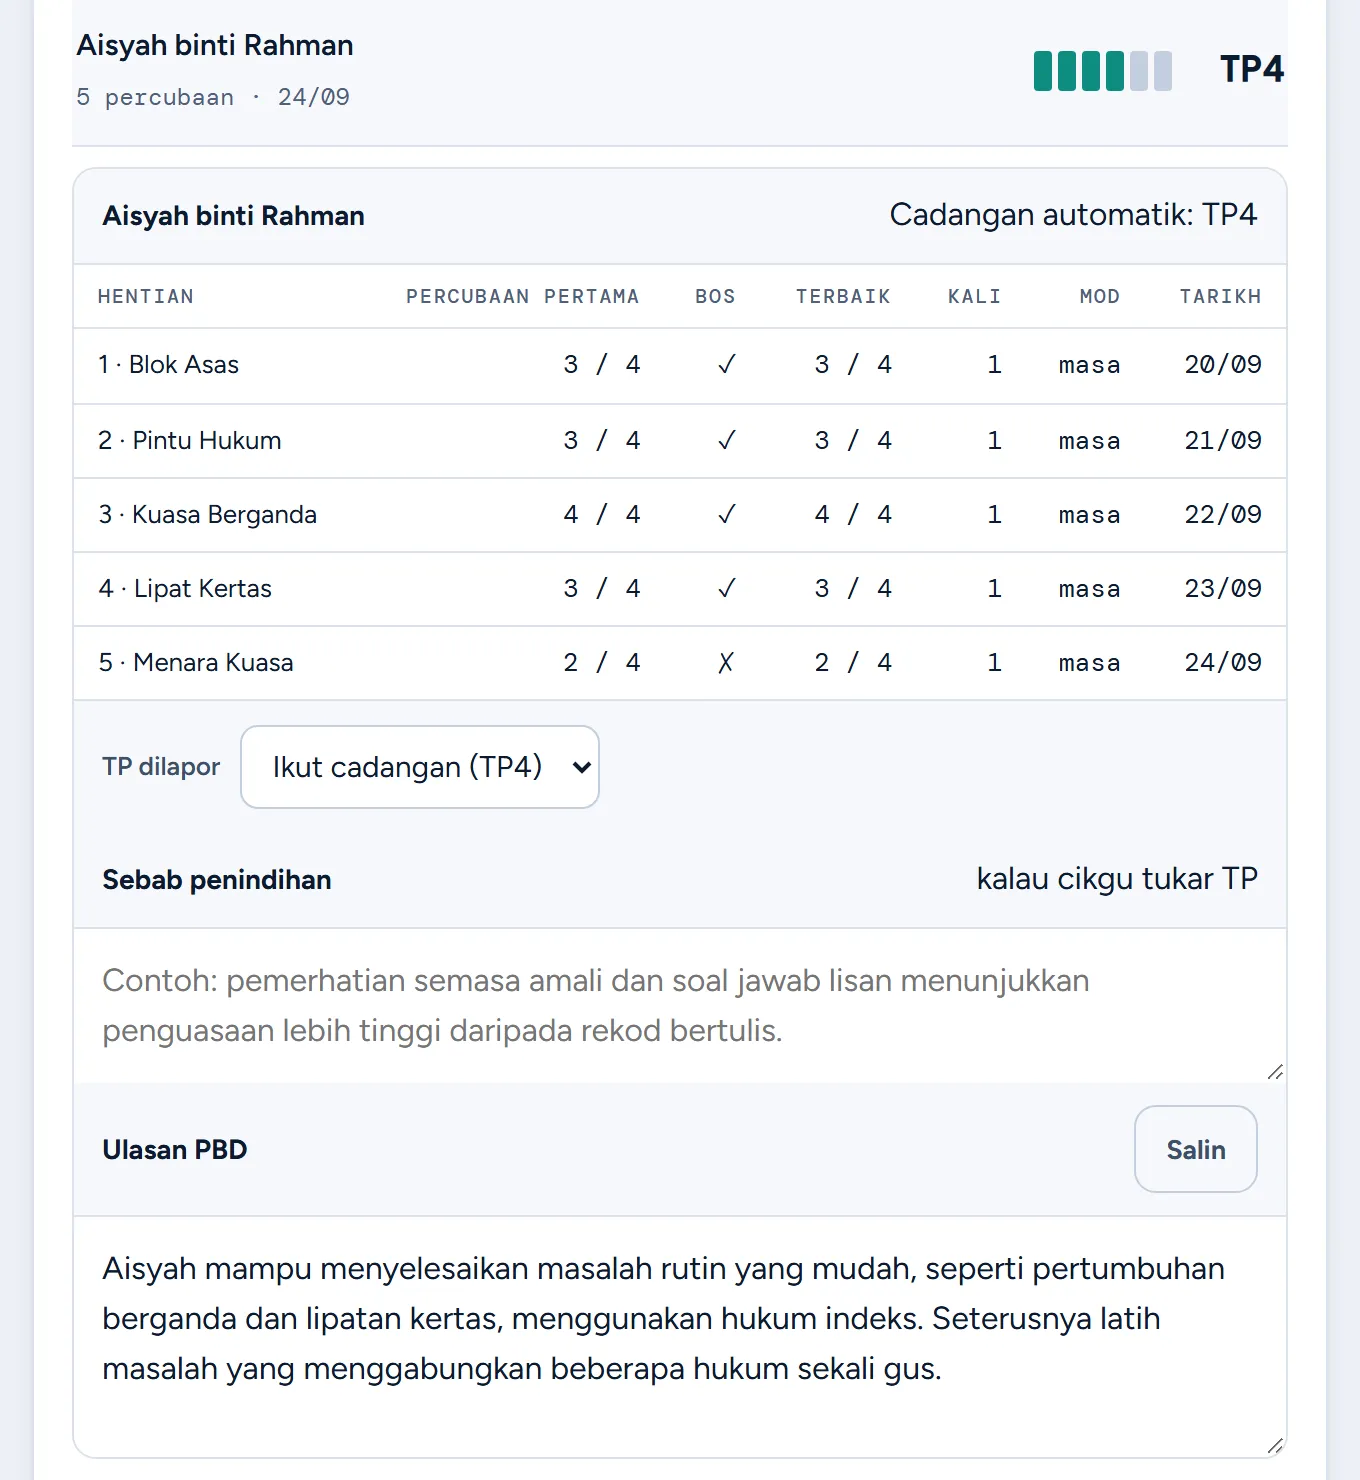 Aisyah binti Rahman
5 percubaan · 24/09
TP4
Aisyah binti Rahman
Cadangan automatik: TP4
HENTIAN PERCUBAAN PERTAMA BOS TERBAIK KALI MOD TARIKH
1 · Blok Asas 3 / 4 ✓ 3 / 4 1 masa 20/09
2 · Pintu Hukum 3 / 4 ✓ 3 / 4 1 masa 21/09
3 · Kuasa Berganda 4 / 4 ✓ 4 / 4 1 masa 22/09
4 · Lipat Kertas 3 / 4 ✓ 3 / 4 1 masa 23/09
5 · Menara Kuasa 2 / 4 ✗ 2 / 4 1 masa 24/09
TP dilapor Ikut cadangan (TP4)
Sebab penindihan kalau cikgu tukar TP
Contoh: pemerhatian semasa amali dan soal jawab lisan menunjukkan
penguasaan lebih tinggi daripada rekod bertulis.
Ulasan PBD Salin
Aisyah mampu menyelesaikan masalah rutin yang mudah, seperti pertumbuhan
berganda dan lipatan kertas, menggunakan hukum indeks. Seterusnya latih
masalah yang menggabungkan beberapa hukum sekali gus.